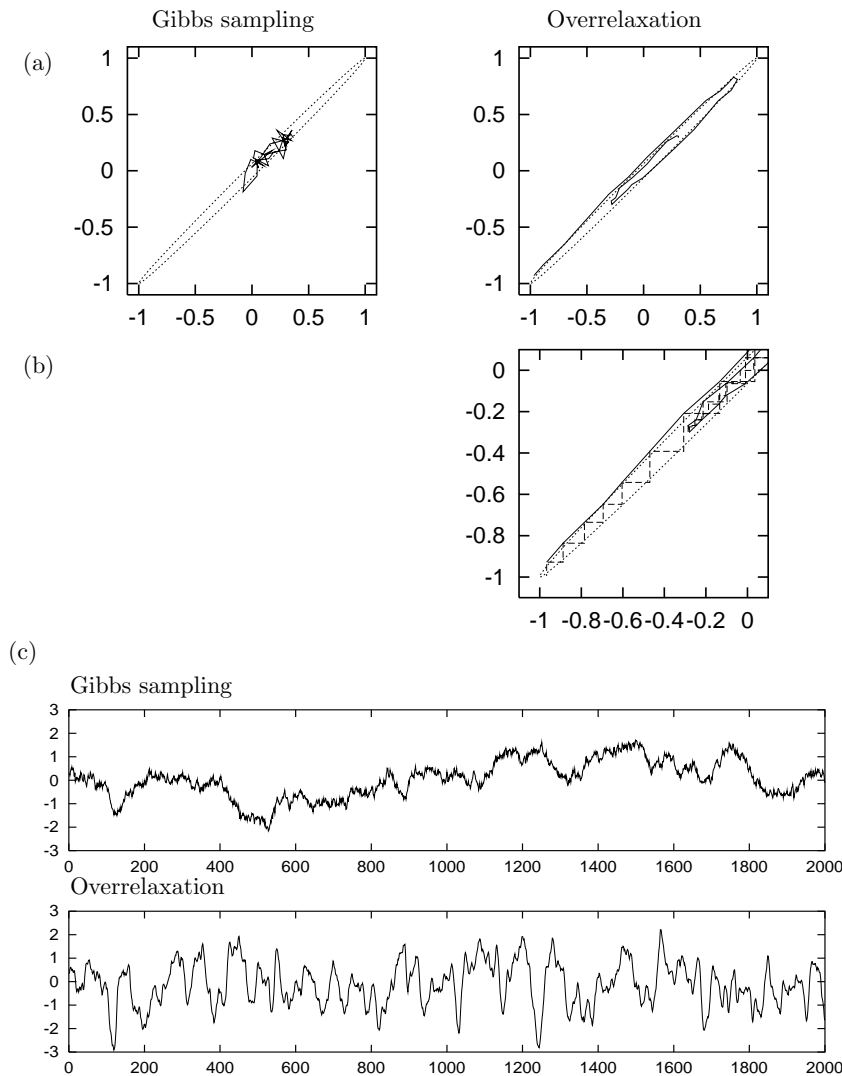 Gibbs sampling Overrelaxation
(a)
1 1
0.5 0.5
0 0
-0.5 -0.5
-1 -1
-1 -0.5 0 0.5 1 -1 -0.5 0 0.5 1
(b)
0
-0.2
-0.4
-0.6
-0.8
-1
-1 -0.8 -0.6 -0.4 -0.2 0
(c)
Gibbs sampling
3
2
1
0
-1
-2
-3
0 200 400 600 800 1000 1200 1400 1600 1800 2000
Overrelaxation
3
2
1
0
-1
-2
-3
0 200 400 600 800 1000 1200 1400 1600 1800 2000